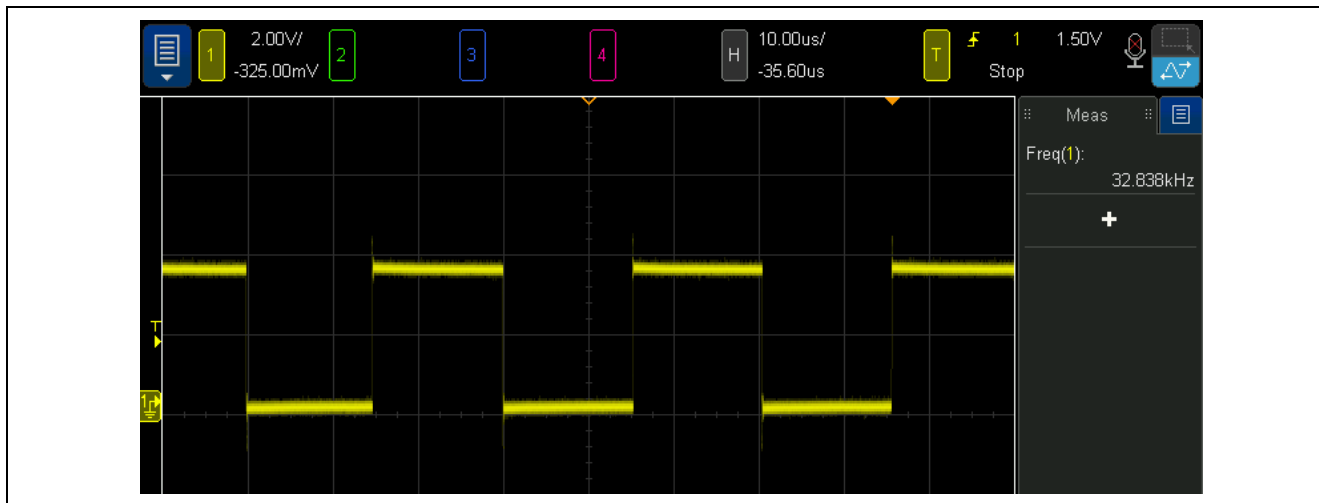 1 2.00V/ -325.00mV 2 3 4 H 10.00us/ -35.60us T 1 1.50V Stop
Meas
Freq(1):
32.838kHz
+
T
1